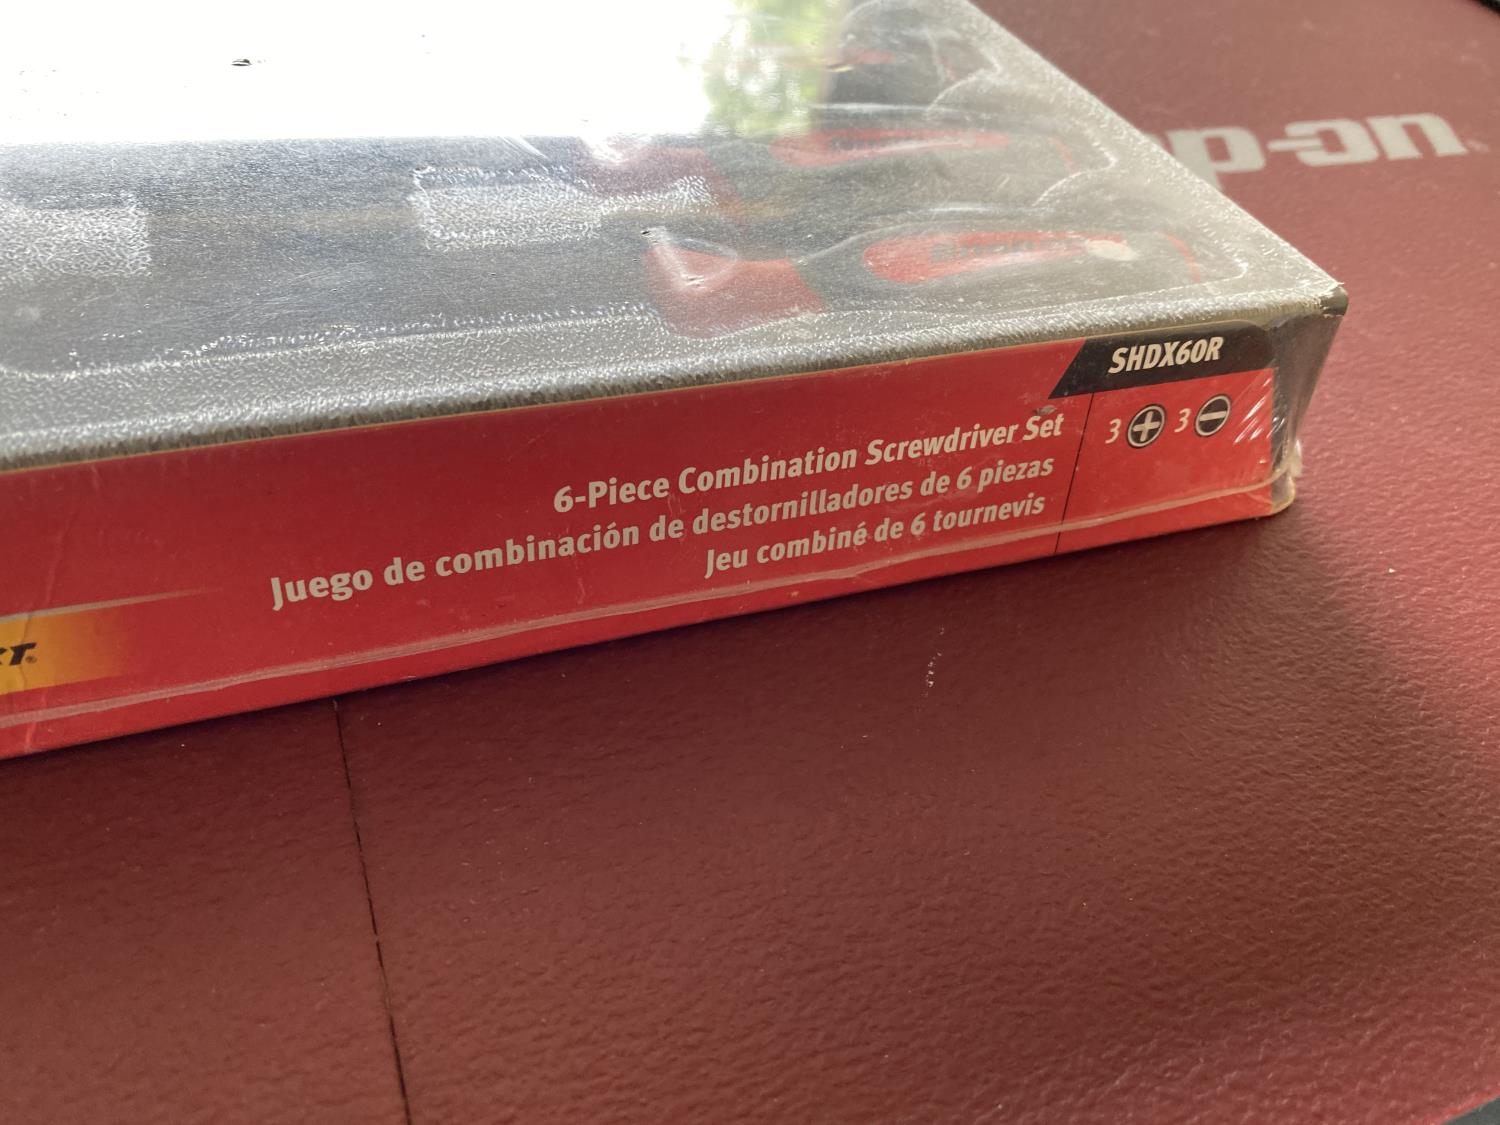 p-on
SHDX60R
3 3
6-Piece Combination Screwdriver Set
Juego de combinación de destornilladores de 6 piezas
Jeu combiné de 6 tournevis